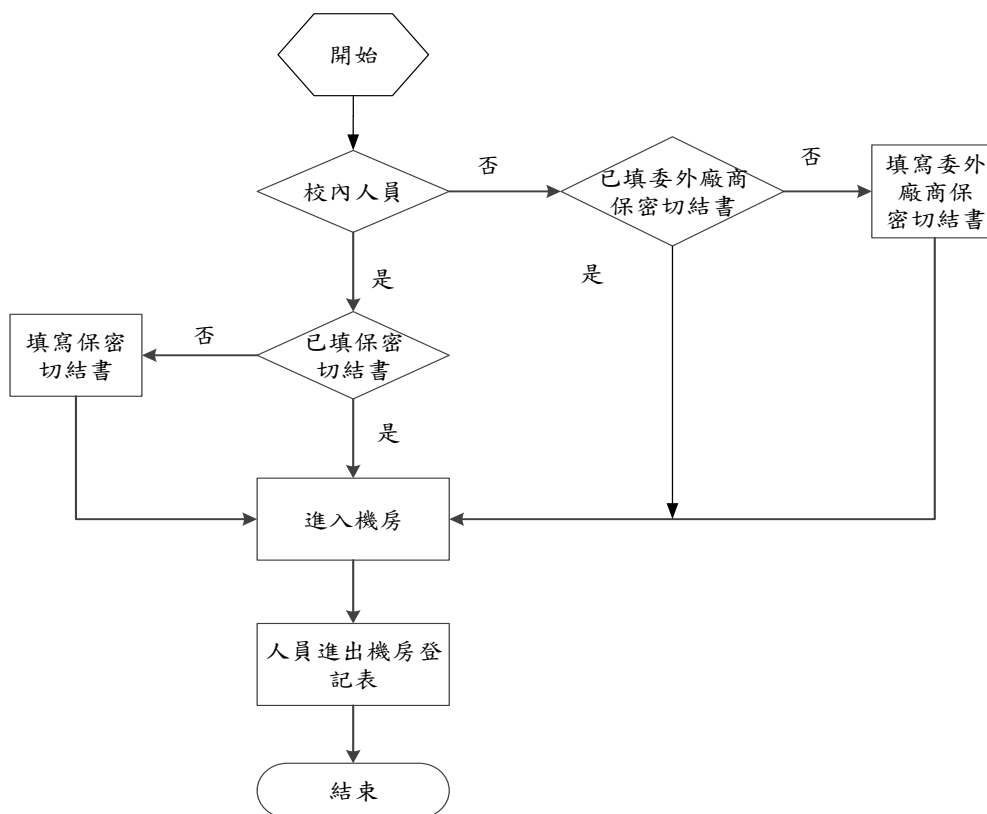 開始
校內人員
否
已填委外廠商
保密切結書
否
填寫委外
廠商保
密切結書
是
是
填寫保密
切結書
否
已填保密
切結書
是
進入機房
人員進出機房登
記表
結束